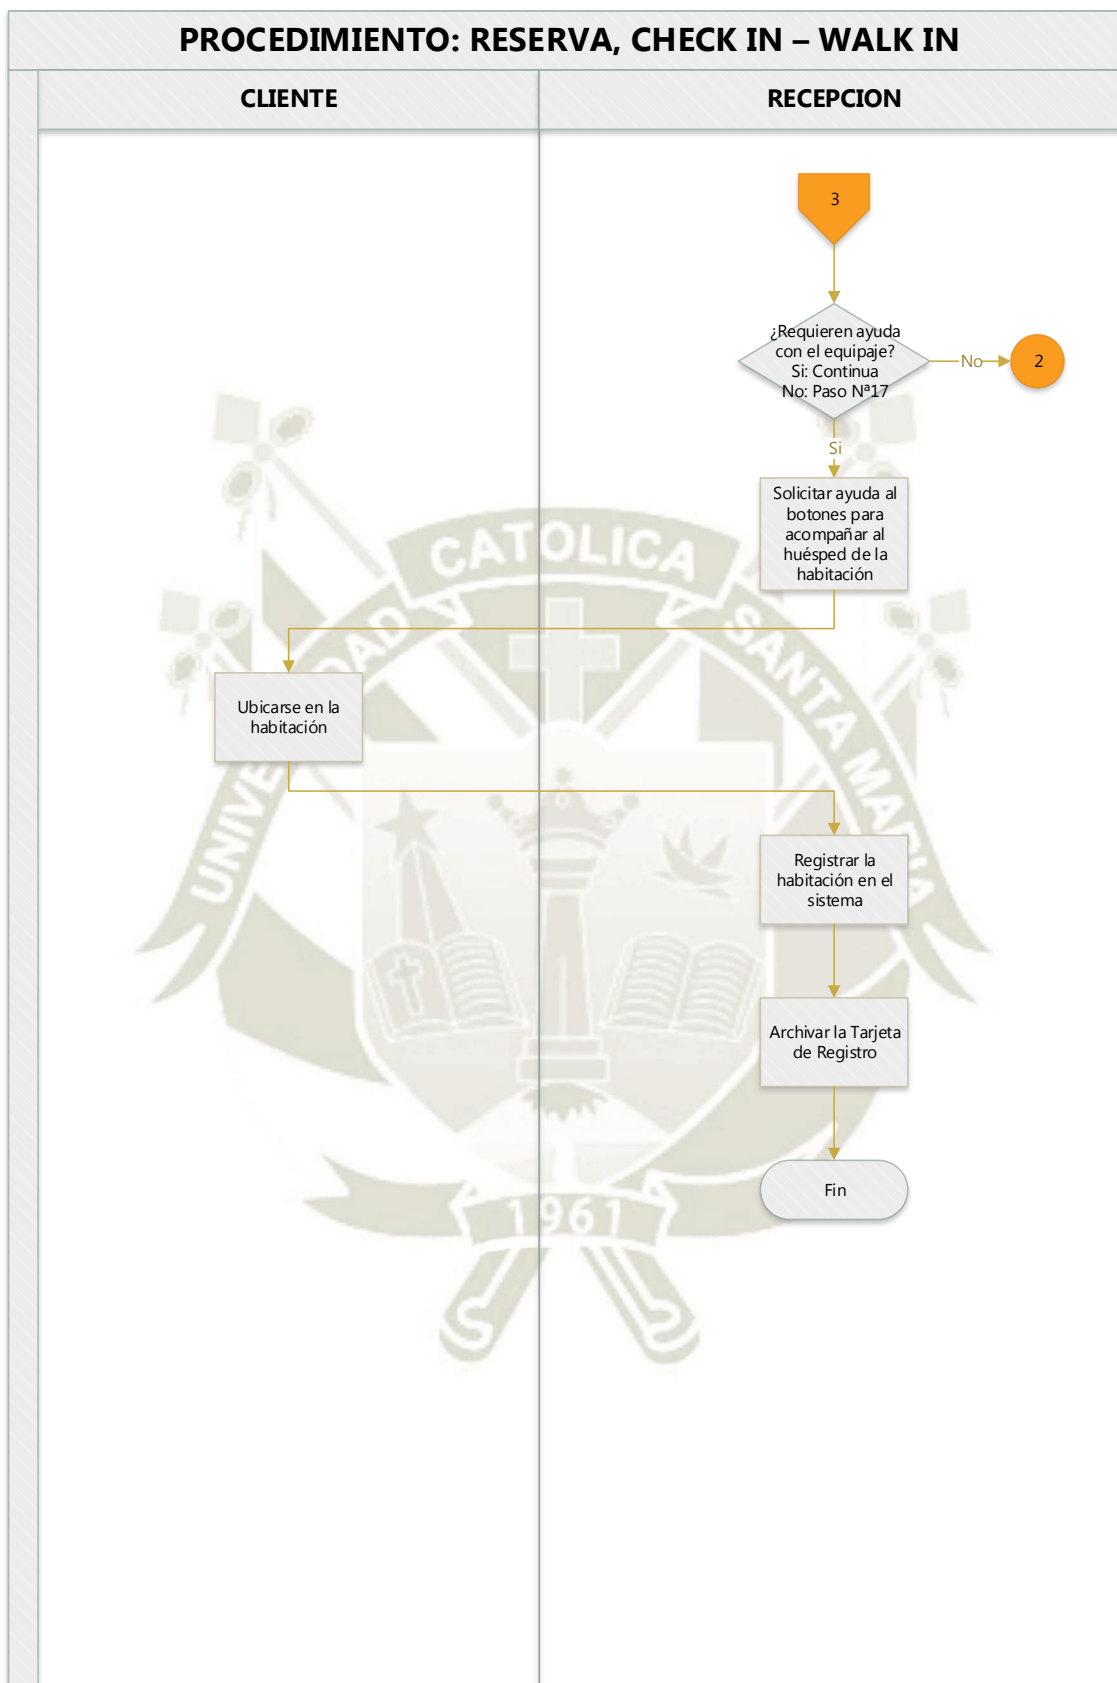 PROCEDIMIENTO: RESERVA, CHECK IN – WALK IN
CLIENTE
RECEPCION
3
¿Requieren ayuda
con el equipaje?
Si: Continua
No: Paso Nª17
No
2
Si
Solicitar ayuda al
botones para
acompañar al
huésped de la
habitación
Ubicarse en la
habitación
Registrar la
habitación en el
sistema
Archivar la Tarjeta
de Registro
Fin
UNIVERSIDAD CATOLICA SANTA MARIA
1961